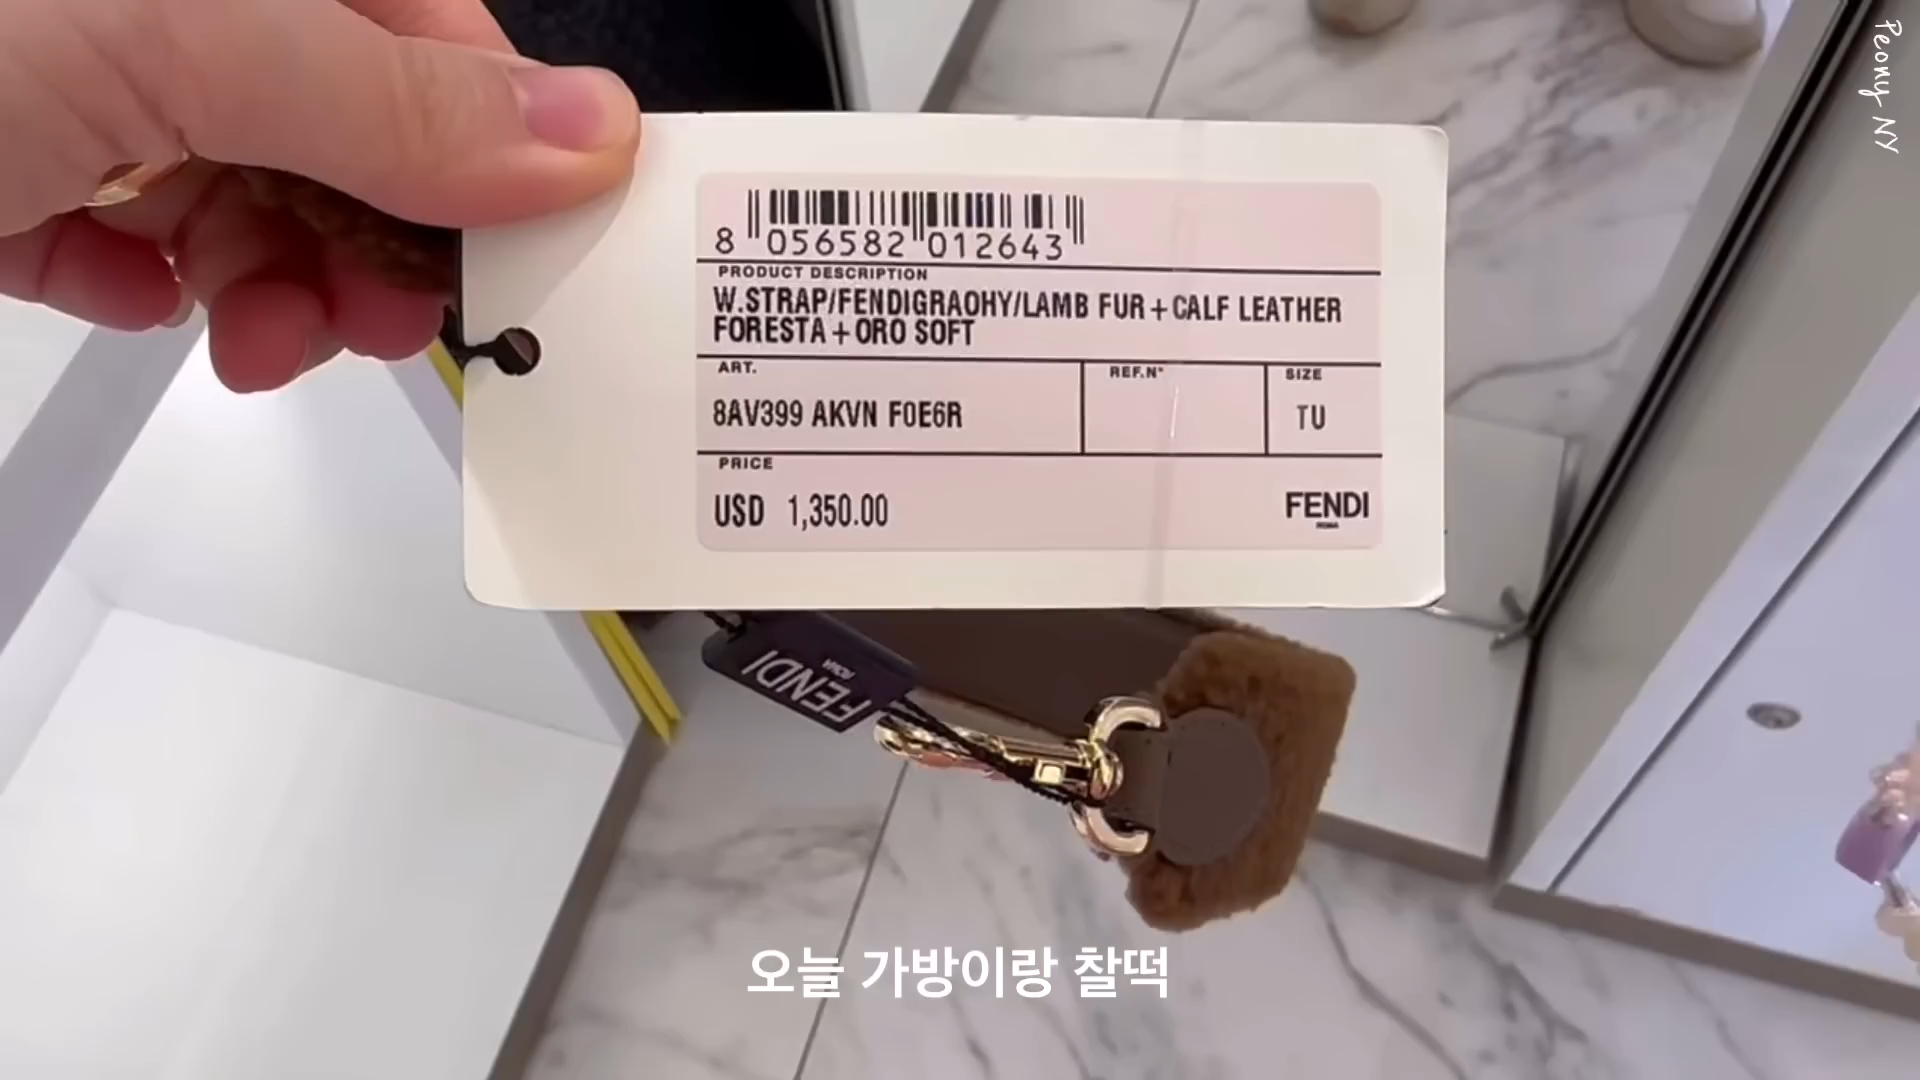 Peony NY
8 056582 012643
PRODUCT DESCRIPTION
W.STRAP/FENDIGRAOHY/LAMB FUR+CALF LEATHER
FORESTA+ORO SOFT
ART.
REF.N°
SIZE
8AV399 AKVN F0E6R
TU
PRICE
USD 1,350.00
FENDI
ROMA
FENDI
ROMA
오늘 가방이랑 찰떡